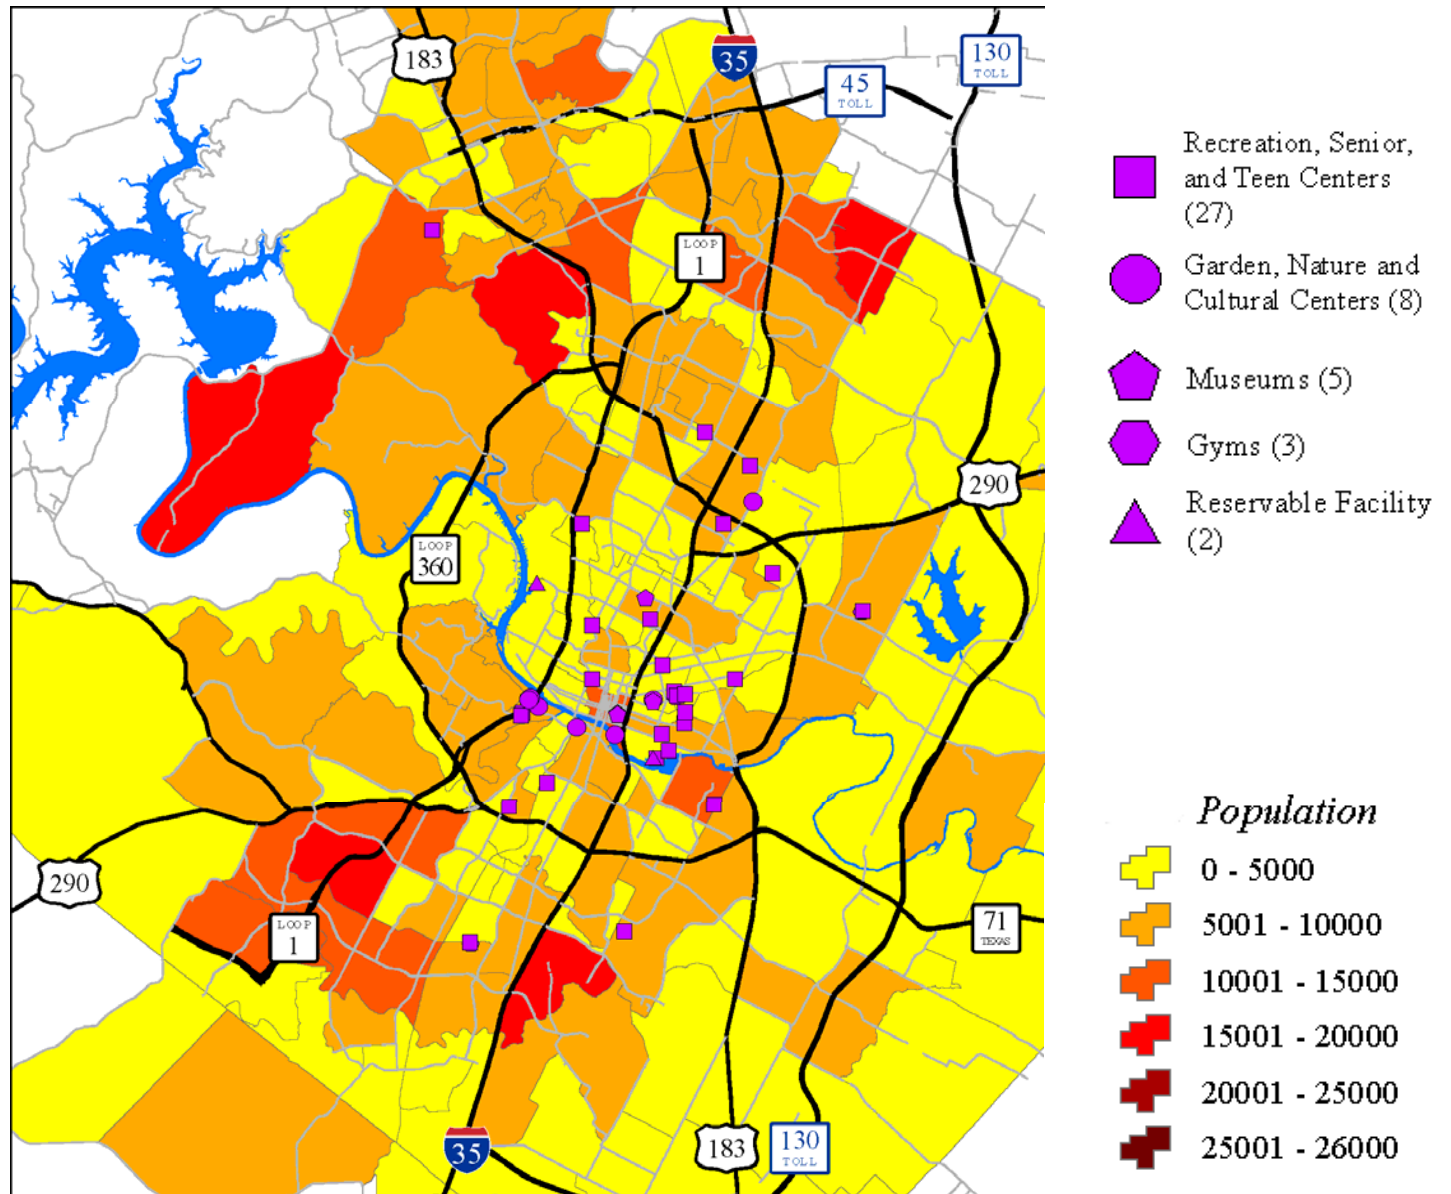 183
35
130
TOLL
45
TOLL
LOOP
1
290
LOOP
360
290
LOOP
1
71
TEXAS
35
183
130
TOLL
Recreation, Senior,
and Teen Centers
(27)
Garden, Nature and
Cultural Centers (8)
Museums (5)
Gyms (3)
Reservable Facility
(2)
Population
0 - 5000
5001 - 10000
10001 - 15000
15001 - 20000
20001 - 25000
25001 - 26000